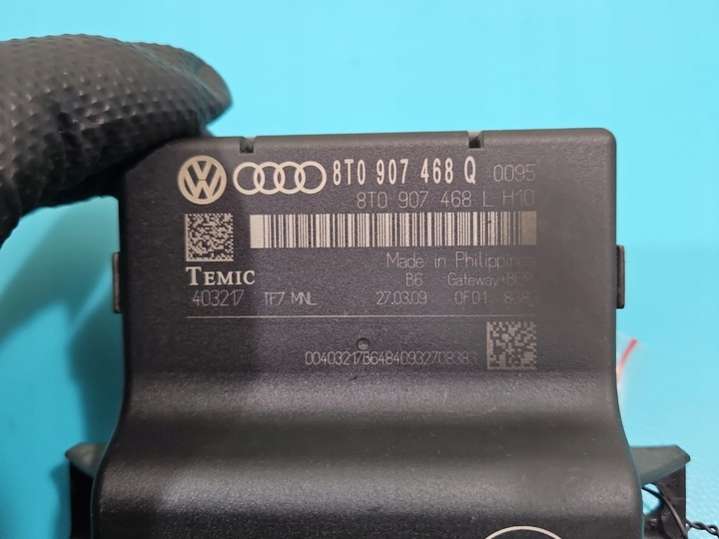 8T0 907 468 Q 0095
8T0 907 468 L H10
Made in Philippines
TEMIC
B6 Gateway+
403217 TF7 MNL 27.03.09 0F01
00403217B64840932708383